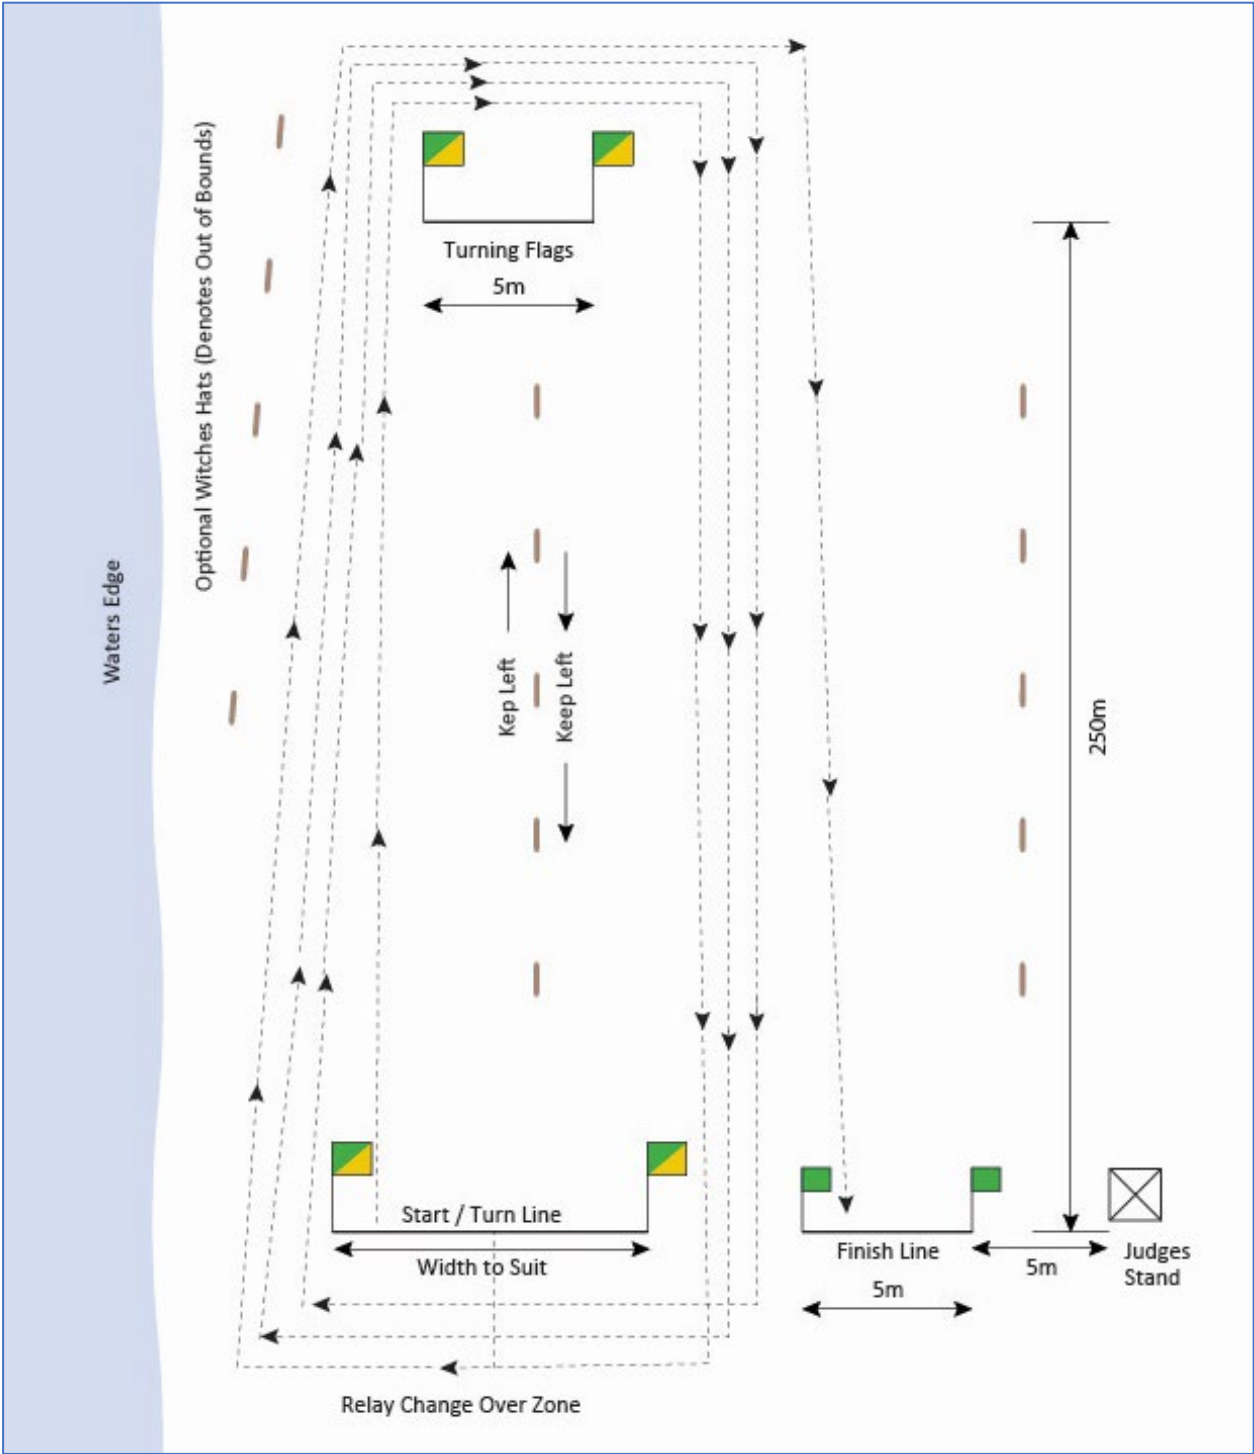 Optional Witches Hats (Denotes Out of Bounds)
Waters Edge
Turning Flags
5m
Kep Left
Keep Left
250m
Start / Turn Line
Width to Suit
Finish Line
5m
5m
Judges
Stand
Relay Change Over Zone